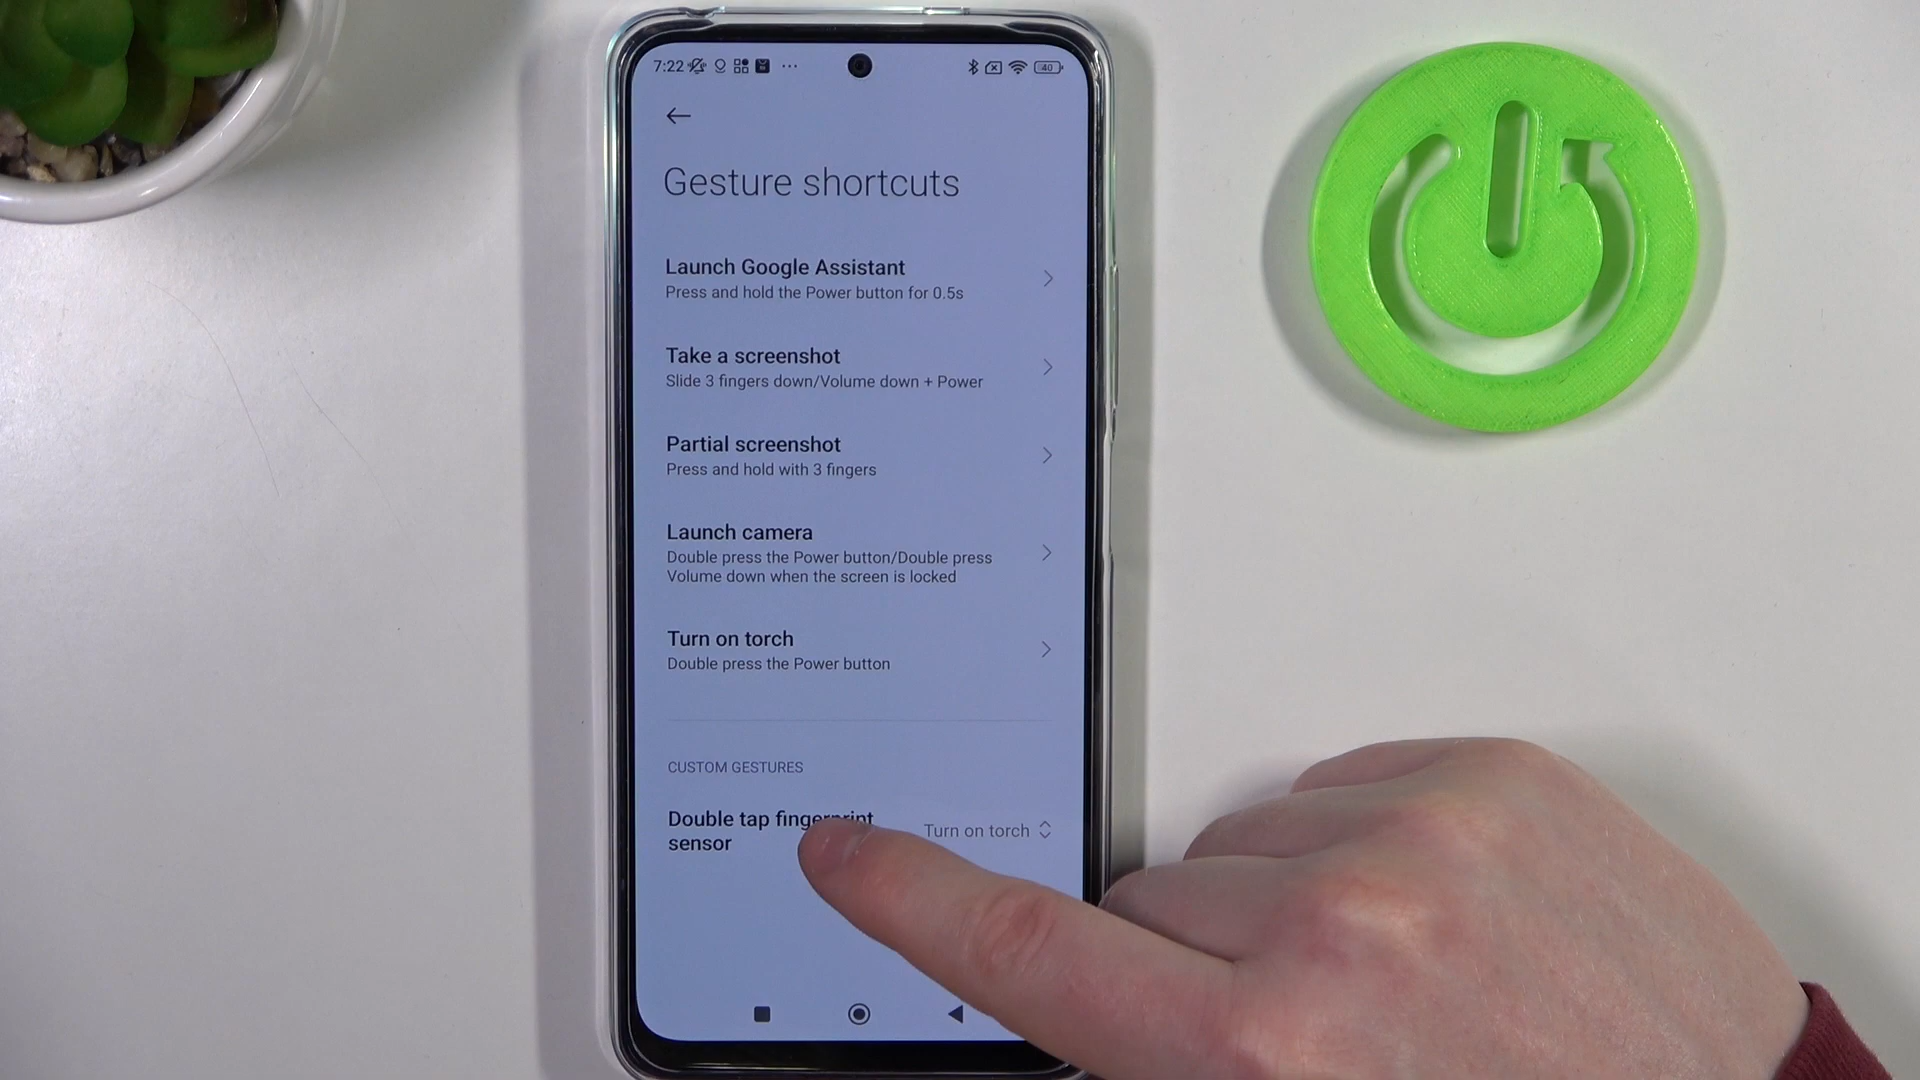 7:22
40
Gesture shortcuts
Launch Google Assistant
Press and hold the Power button for 0.5s
Take a screenshot
Slide 3 fingers down/Volume down + Power
Partial screenshot
Press and hold with 3 fingers
Launch camera
Double press the Power button/Double press
Volume down when the screen is locked
Turn on torch
Double press the Power button
CUSTOM GESTURES
Double tap fingerprint
sensor
Turn on torch